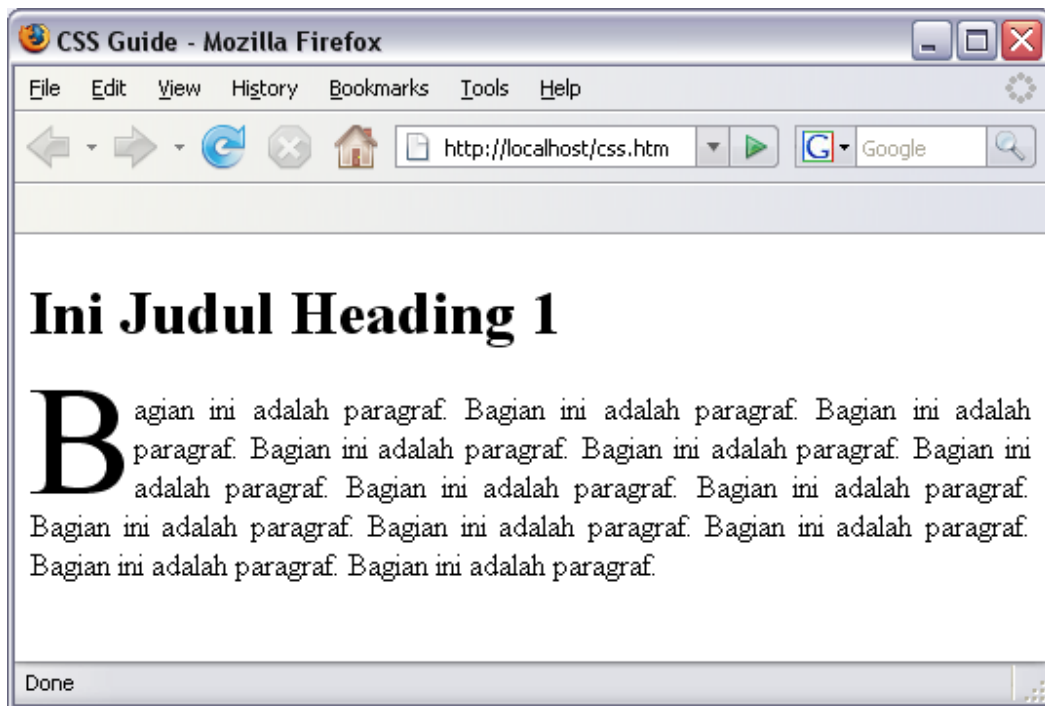 CSS Guide - Mozilla Firefox
File Edit View History Bookmarks Tools Help
http://localhost/css.htm G Google
Ini Judul Heading 1
Bagian ini adalah paragraf. Bagian ini adalah paragraf. Bagian ini adalah
paragraf. Bagian ini adalah paragraf. Bagian ini adalah paragraf. Bagian ini
adalah paragraf. Bagian ini adalah paragraf. Bagian ini adalah paragraf.
Bagian ini adalah paragraf. Bagian ini adalah paragraf. Bagian ini adalah paragraf.
Bagian ini adalah paragraf. Bagian ini adalah paragraf.
Done